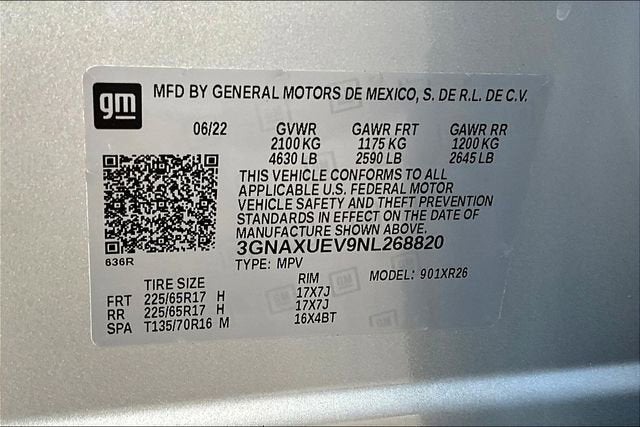 gm
MFD BY GENERAL MOTORS DE MEXICO, S. DE R.L. DE C.V.
06/22 GVWR GAWR FRT GAWR RR
2100 KG 1175 KG 1200 KG
4630 LB 2590 LB 2645 LB
THIS VEHICLE CONFORMS TO ALL
APPLICABLE U.S. FEDERAL MOTOR
VEHICLE SAFETY AND THEFT PREVENTION
STANDARDS IN EFFECT ON THE DATE
OF MANUFACTURE SHOWN ABOVE.
3GNAXUEV9NL268820
636R
TYPE: MPV
TIRE SIZE RIM MODEL: 901XR26
FRT 225/65R17 H 17X7J
RR 225/65R17 H 17X7J
SPA T135/70R16 M 16X4BT